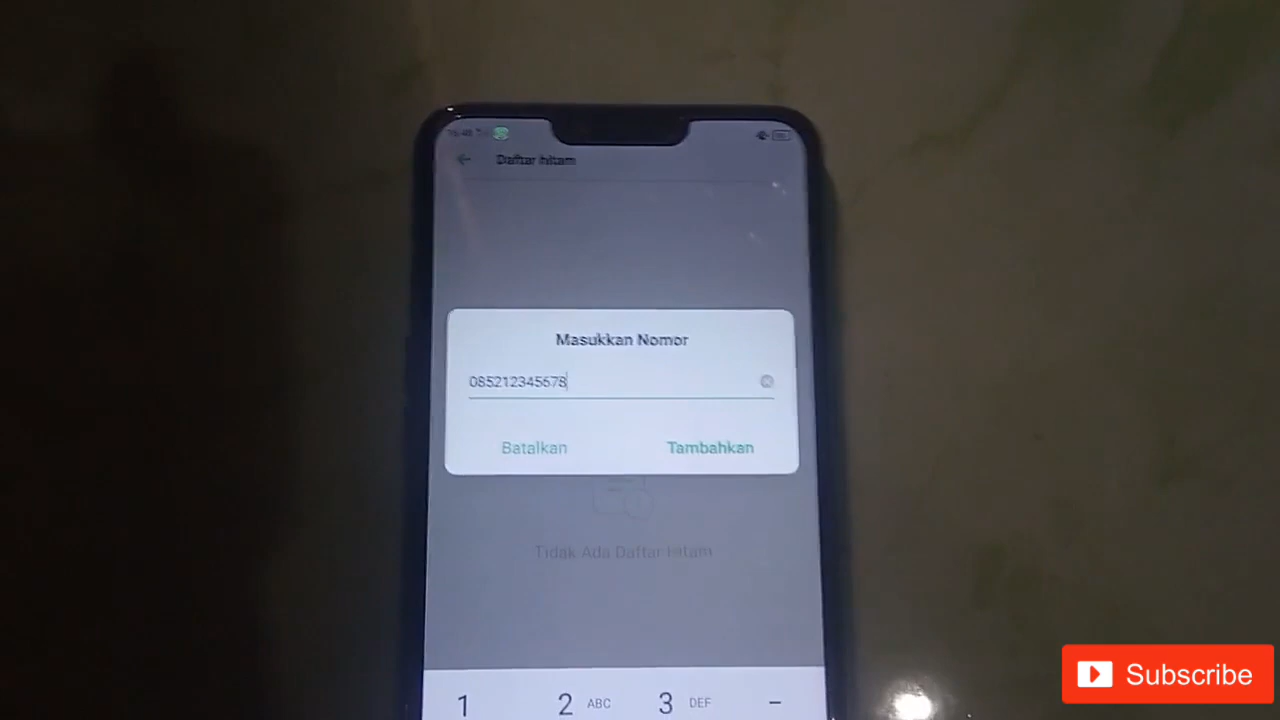 Daftar hitam
Masukkan Nomor
085212345678
Batalkan
Tambahkan
Tidak Ada Daftar hitam
1
2 ABC
3 DEF
-
Subscribe